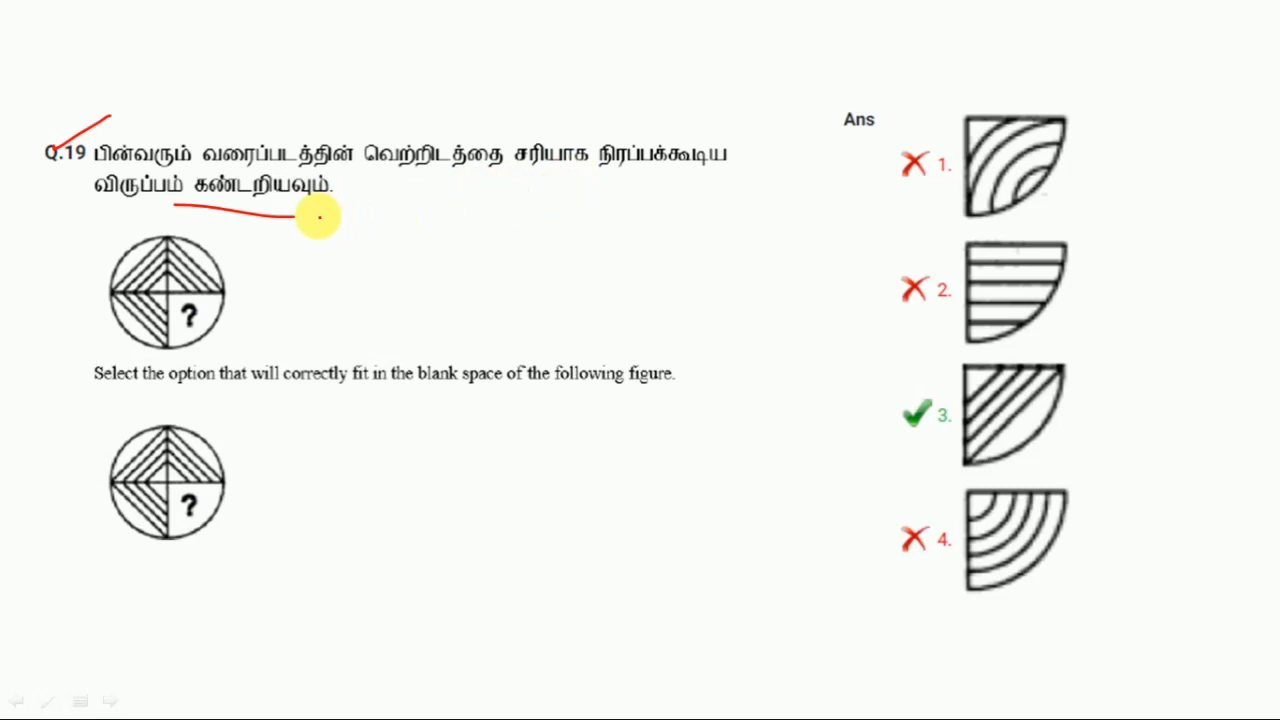 Q.19 பின்வரும் வரைப்படத்தின் வெற்றிடத்தை சரியாக நிரப்பக்கூடிய
விருப்பம் கண்டறியவும்.
?
Select the option that will correctly fit in the blank space of the following figure.
?
Ans
1.
2.
3.
4.